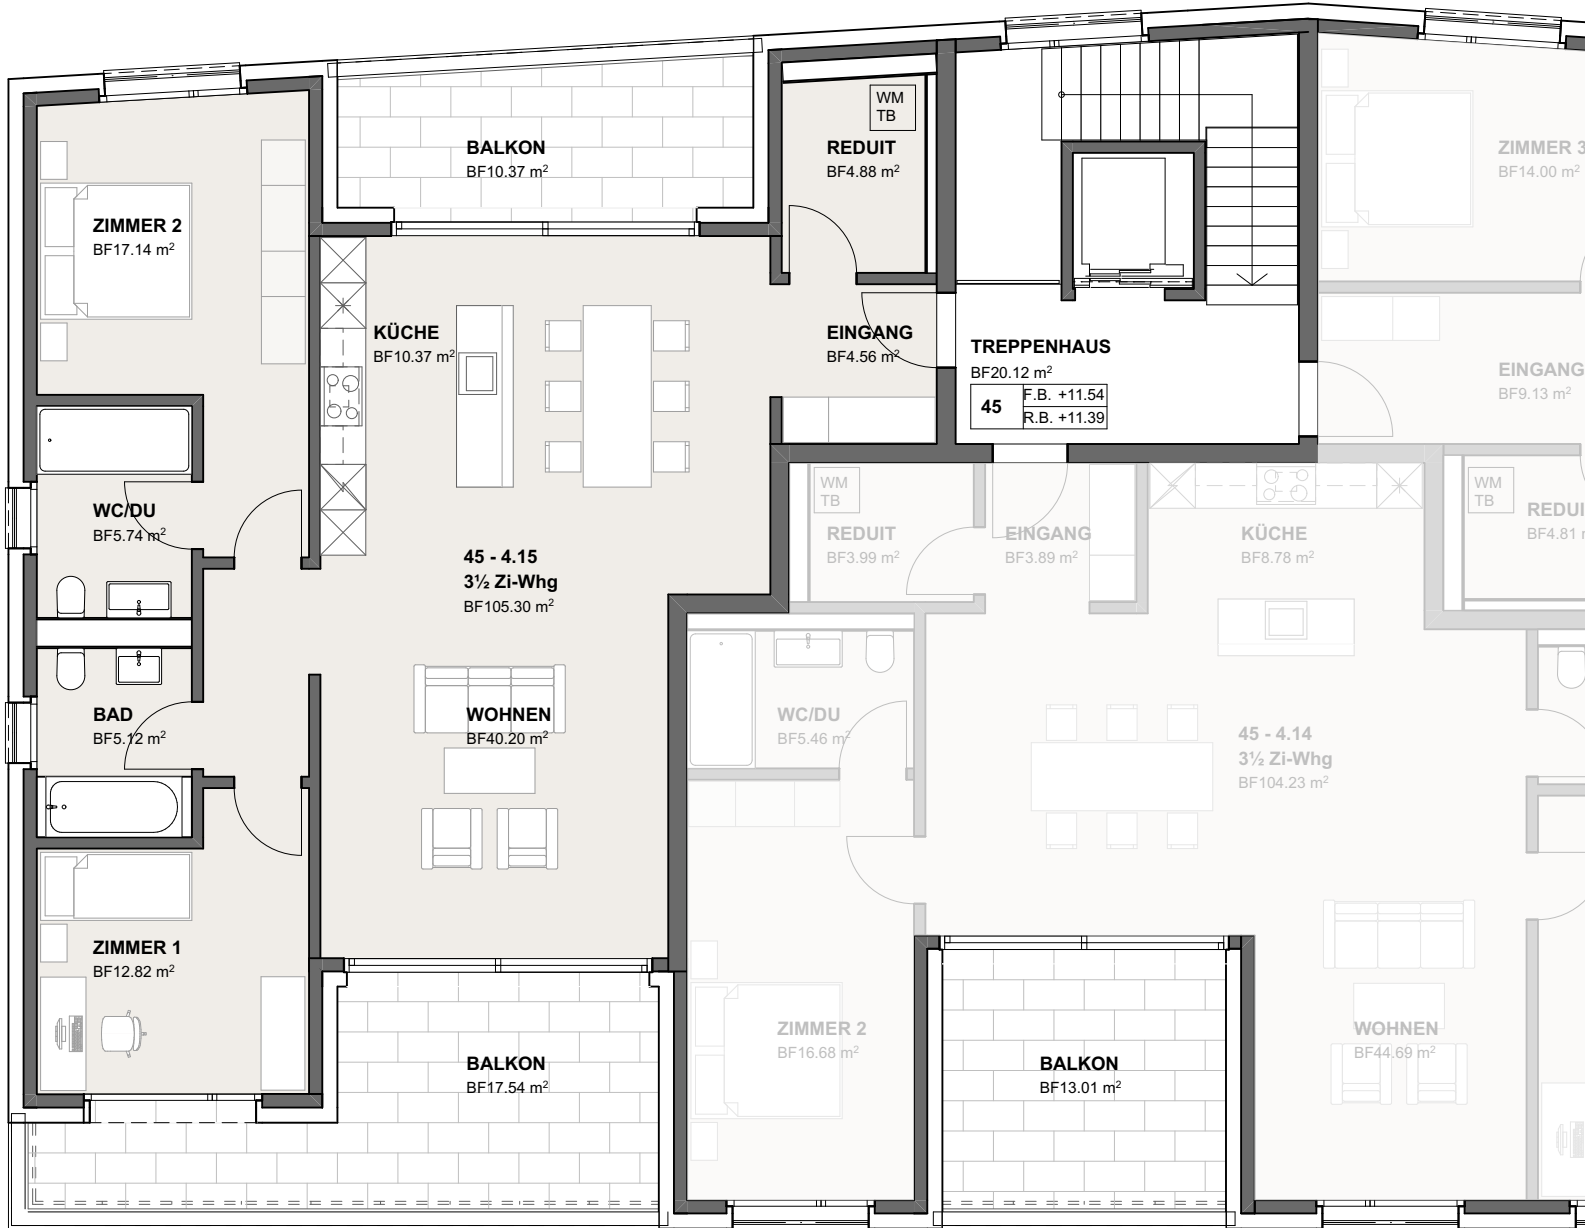 BALKON
BF10.37 m²
REDUIT
BF4.88 m²
WM
TB
ZIMMER 3
BF14.00 m²
ZIMMER 2
BF17.14 m²
KÜCHE
BF10.37 m²
EINGANG
BF4.56 m²
TREPPENHAUS
BF20.12 m²
45
F.B. +11.54
R.B. +11.39
EINGANG
BF9.13 m²
WC/DU
BF5.74 m²
45 - 4.15
3½ Zi-Whg
BF105.30 m²
WM
TB
REDUIT
BF3.99 m²
EINGANG
BF3.89 m²
KÜCHE
BF8.78 m²
WM
TB
REDUI
BF4.81 m
BAD
BF5.12 m²
WOHNEN
BF40.20 m²
WC/DU
BF5.46 m²
45 - 4.14
3½ Zi-Whg
BF104.23 m²
ZIMMER 1
BF12.82 m²
BALKON
BF17.54 m²
ZIMMER 2
BF16.68 m²
BALKON
BF13.01 m²
WOHNEN
BF44.69 m²